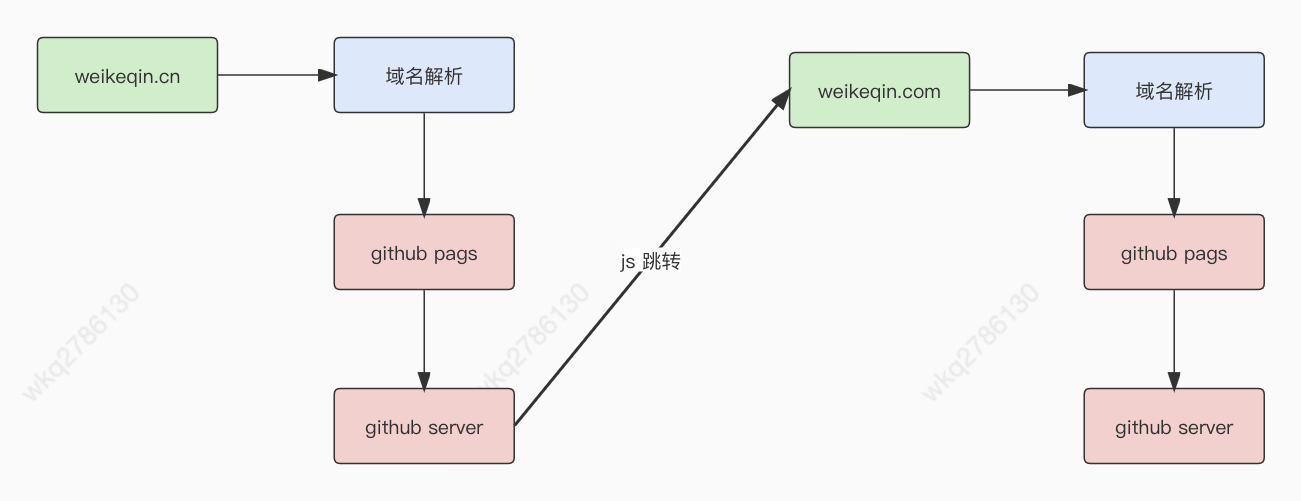 weikeqin.cn
域名解析
github pags
github server
js 跳转
weikeqin.com
域名解析
github pags
github server
wkq2786130
wkq2786130
wkq2786130